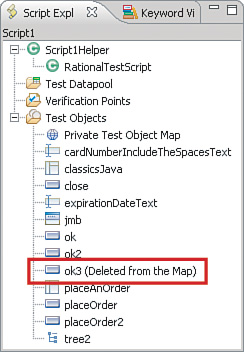 Script Expl
Keyword Vi
Script1
Script1Helper
RationalTestScript
Test Datapool
Verification Points
Test Objects
Private Test Object Map
cardNumberIncludeTheSpacesText
classicsJava
close
expirationDateText
jmb
ok
ok2
ok3 (Deleted from the Map)
placeAnOrder
placeOrder
placeOrder2
tree2